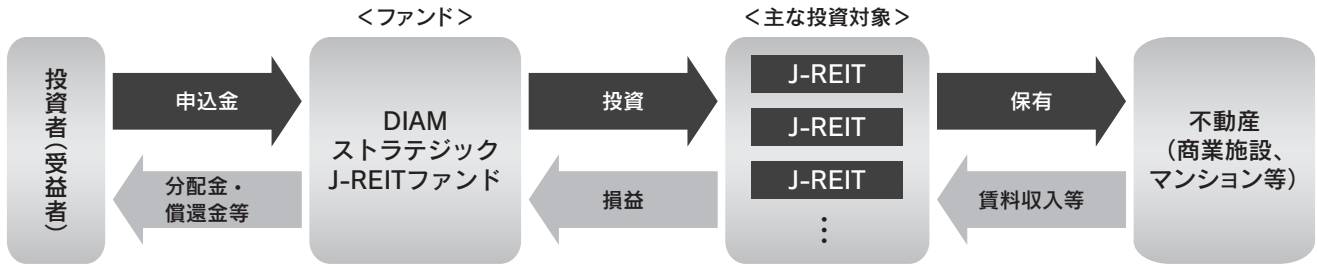 ＜ファンド＞
＜主な投資対象＞
投資者（受益者）
申込金
分配金・
償還金等
DIAM
ストラテジック
J-REITファンド
投資
損益
J-REIT
J-REIT
J-REIT
⋮
保有
賃料収入等
不動産
（商業施設、
マンション等）